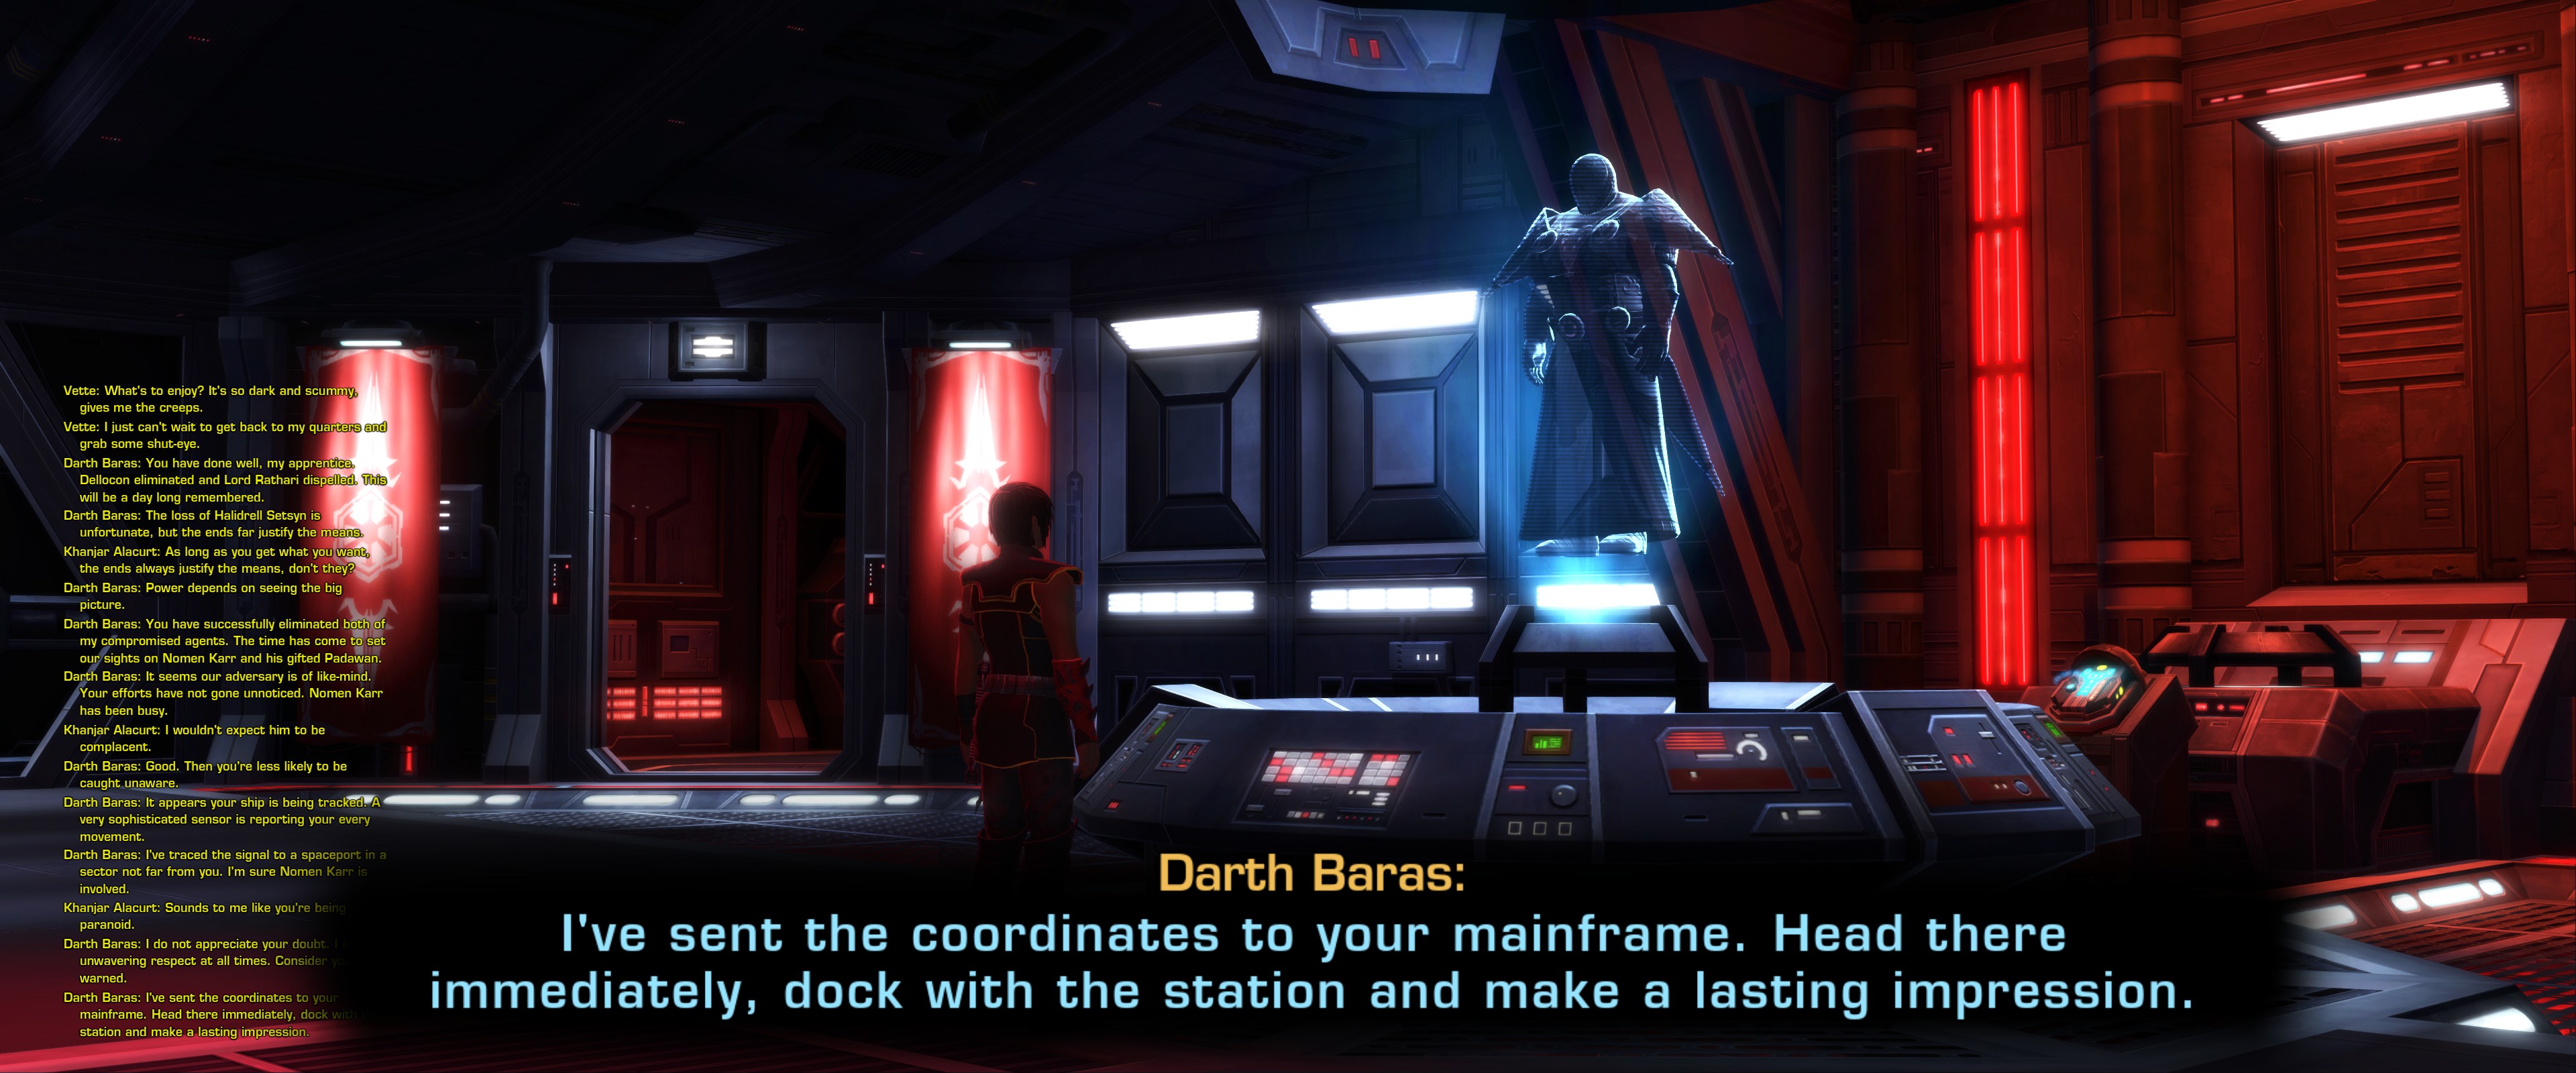 Vette: What's to enjoy? It's so dark and scummy,
gives me the creeps.
Vette: I just can't wait to get back to my quarters and
grab some shut-eye.
Darth Baras: You have done well, my apprentice.
Dellocon eliminated and Lord Rathari dispelled. This
will be a day long remembered.
Darth Baras: The loss of Halidrell Setsyn is
unfortunate, but the ends far justify the means.
Khanjar Alacurt: As long as you get what you want,
the ends always justify the means, don't they?
Darth Baras: Power depends on seeing the big
picture.
Darth Baras: You have successfully eliminated both of
my compromised agents. The time has come to set
our sights on Nomen Karr and his gifted Padawan.
Darth Baras: It seems our adversary is of like-mind.
Your efforts have not gone unnoticed. Nomen Karr
has been busy.
Khanjar Alacurt: I wouldn't expect him to be
complacent.
Darth Baras: Good. Then you're less likely to be
caught unaware.
Darth Baras: It appears your ship is being tracked. A
very sophisticated sensor is reporting your every
movement.
Darth Baras: I've traced the signal to a spaceport in a
sector not far from you. I'm sure Nomen Karr is
involved.
Khanjar Alacurt: Sounds to me like you're being
paranoid.
Darth Baras: I do not appreciate your doubt. I
unwavering respect at all times. Consider
warned.
Darth Baras: I've sent the coordinates to your
mainframe. Head there immediately, dock with
station and make a lasting impression.
Darth Baras:
I've sent the coordinates to your mainframe. Head there
immediately, dock with the station and make a lasting impression.